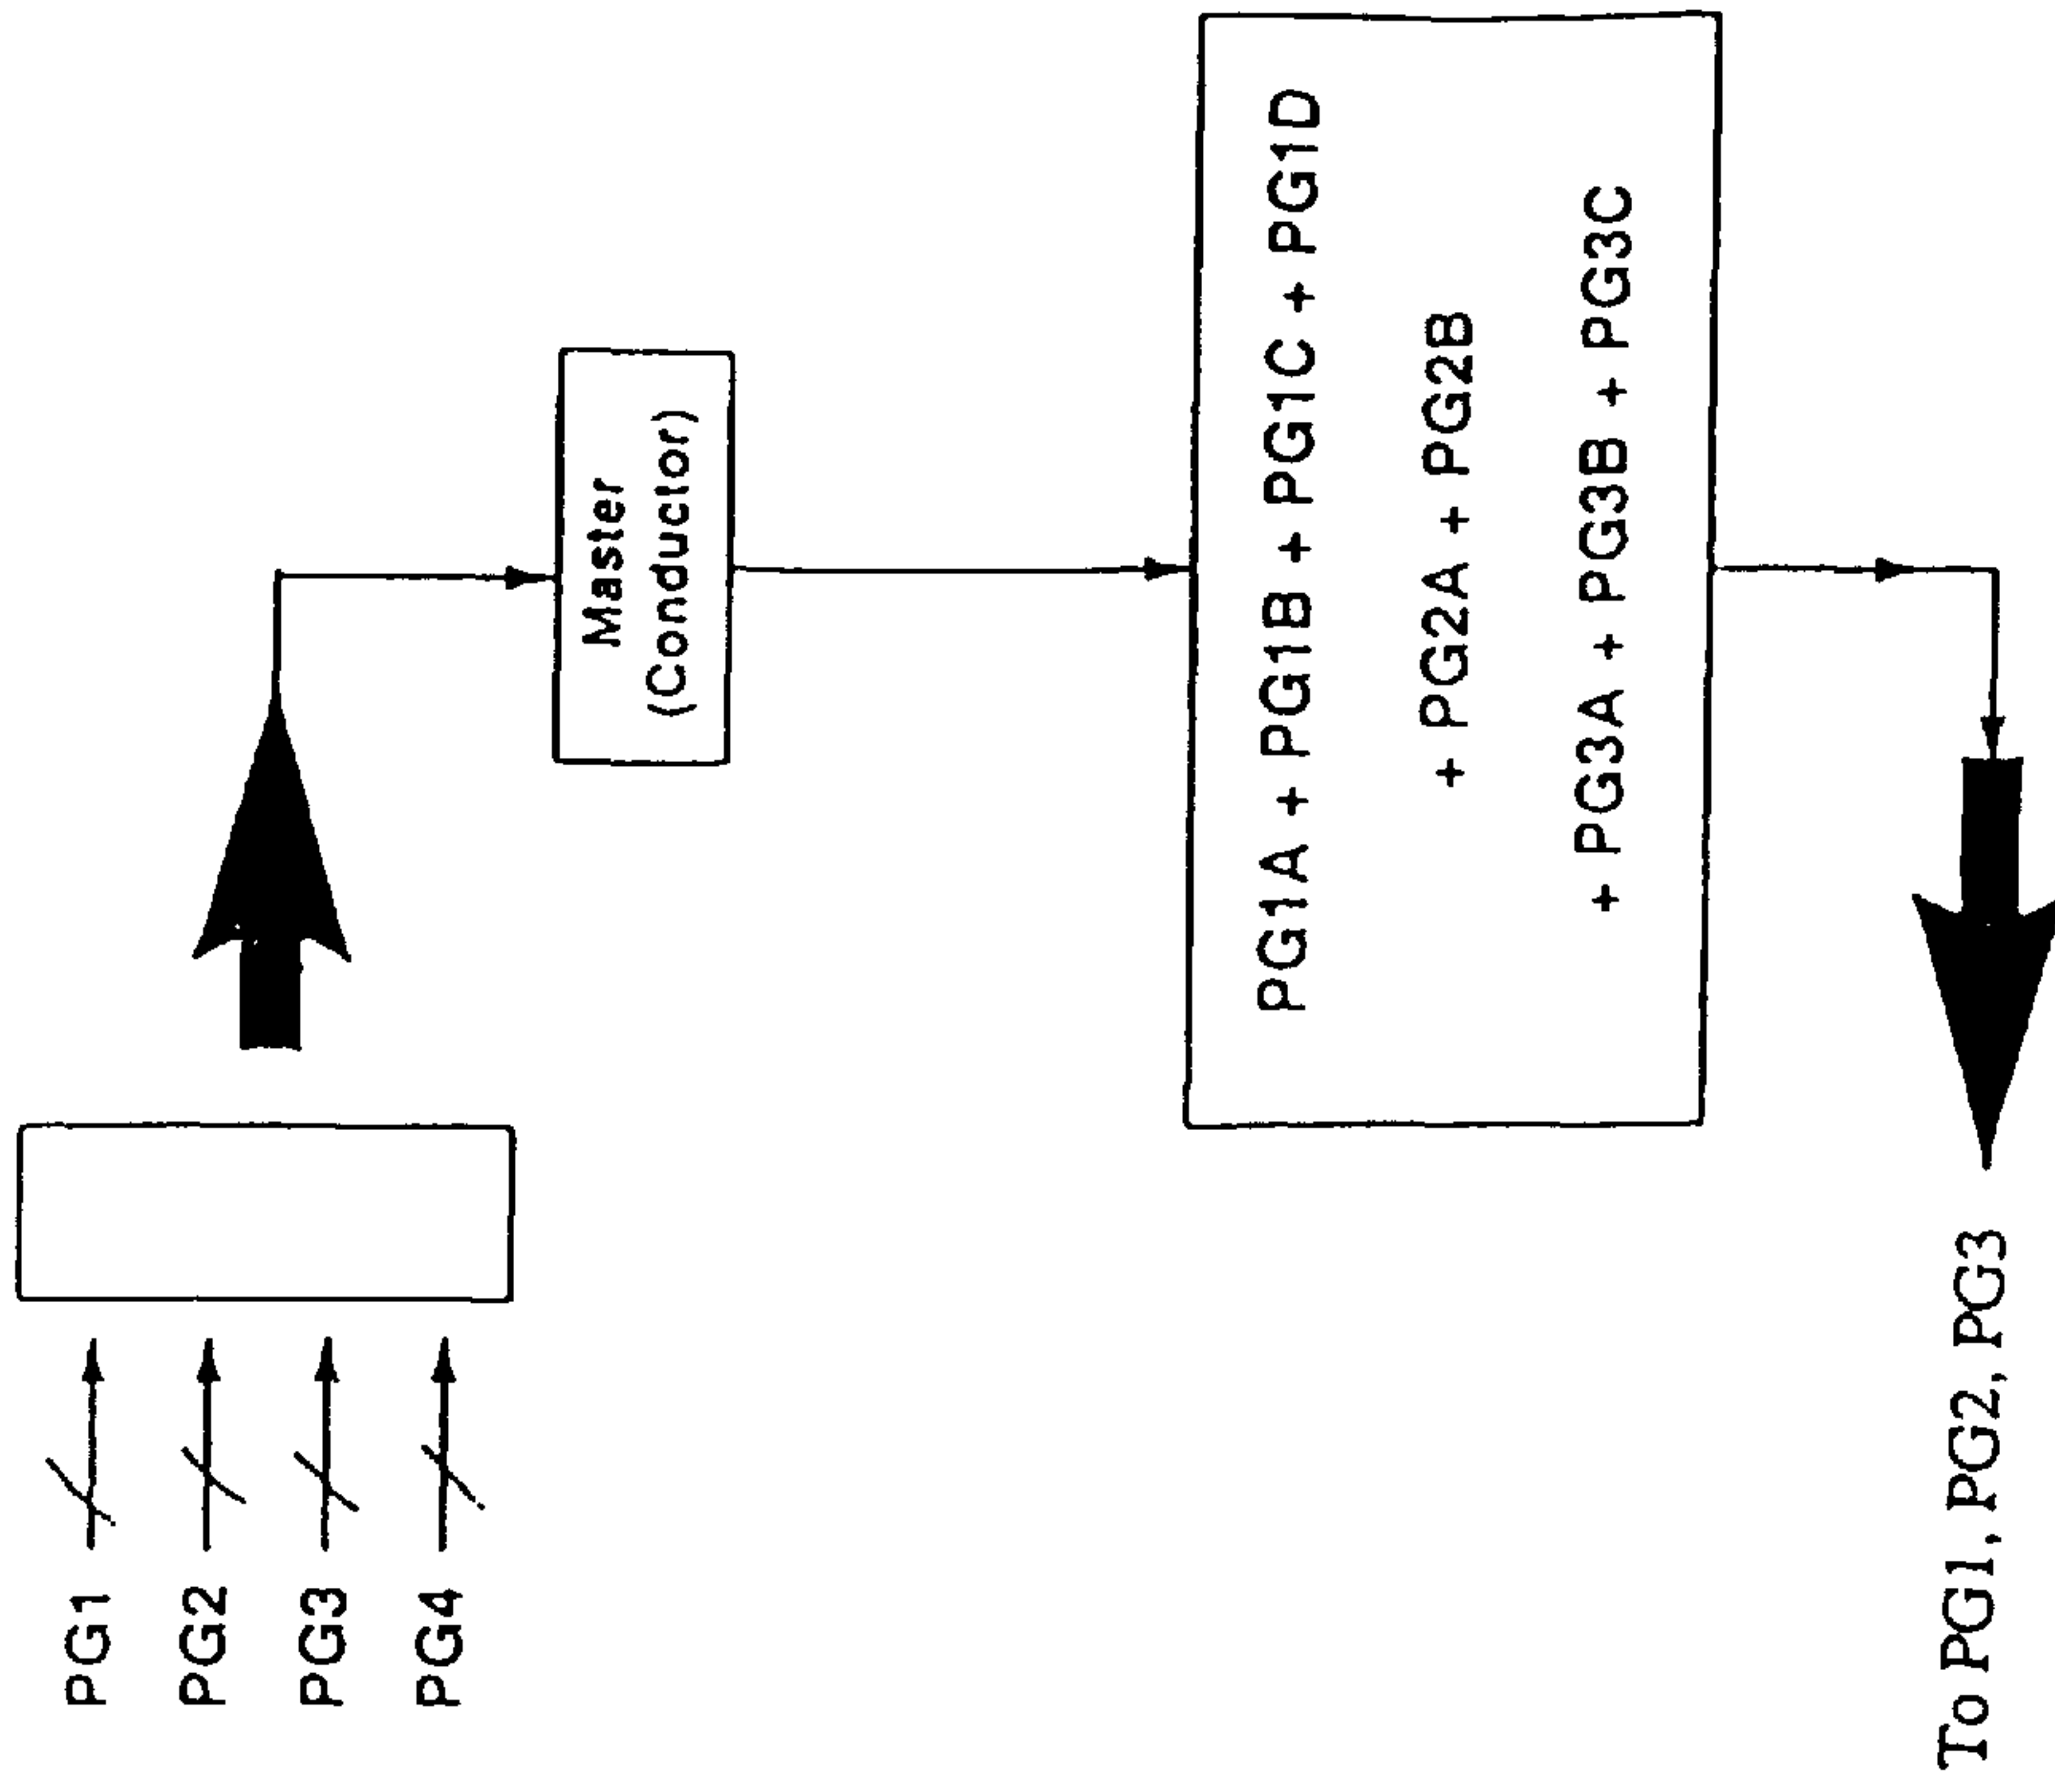 PG1
PG2
PG3
PG4
Master
(Conductor)
PG1A + PG1B + PG1C + PG1D
+ PG2A + PG2B
+ PG3A + PG3B + PG3C
To PG1, PG2, PG3